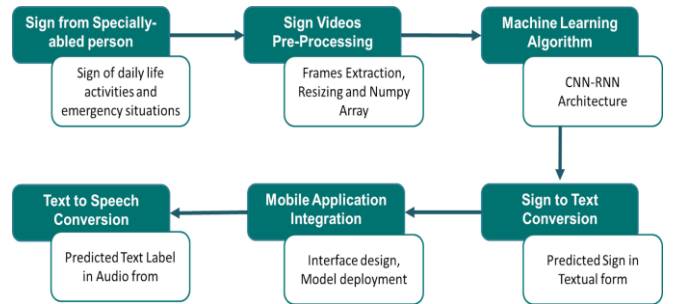 Sign from Specially-
abled person
Sign of daily life
activities and
emergency situations
Sign Videos
Pre-Processing
Frames Extraction,
Resizing and Numpy
Array
Machine Learning
Algorithm
CNN-RNN
Architecture
Sign to Text
Conversion
Predicted Sign in
Textual form
Mobile Application
Integration
Interface design,
Model deployment
Text to Speech
Conversion
Predicted Text Label
in Audio from